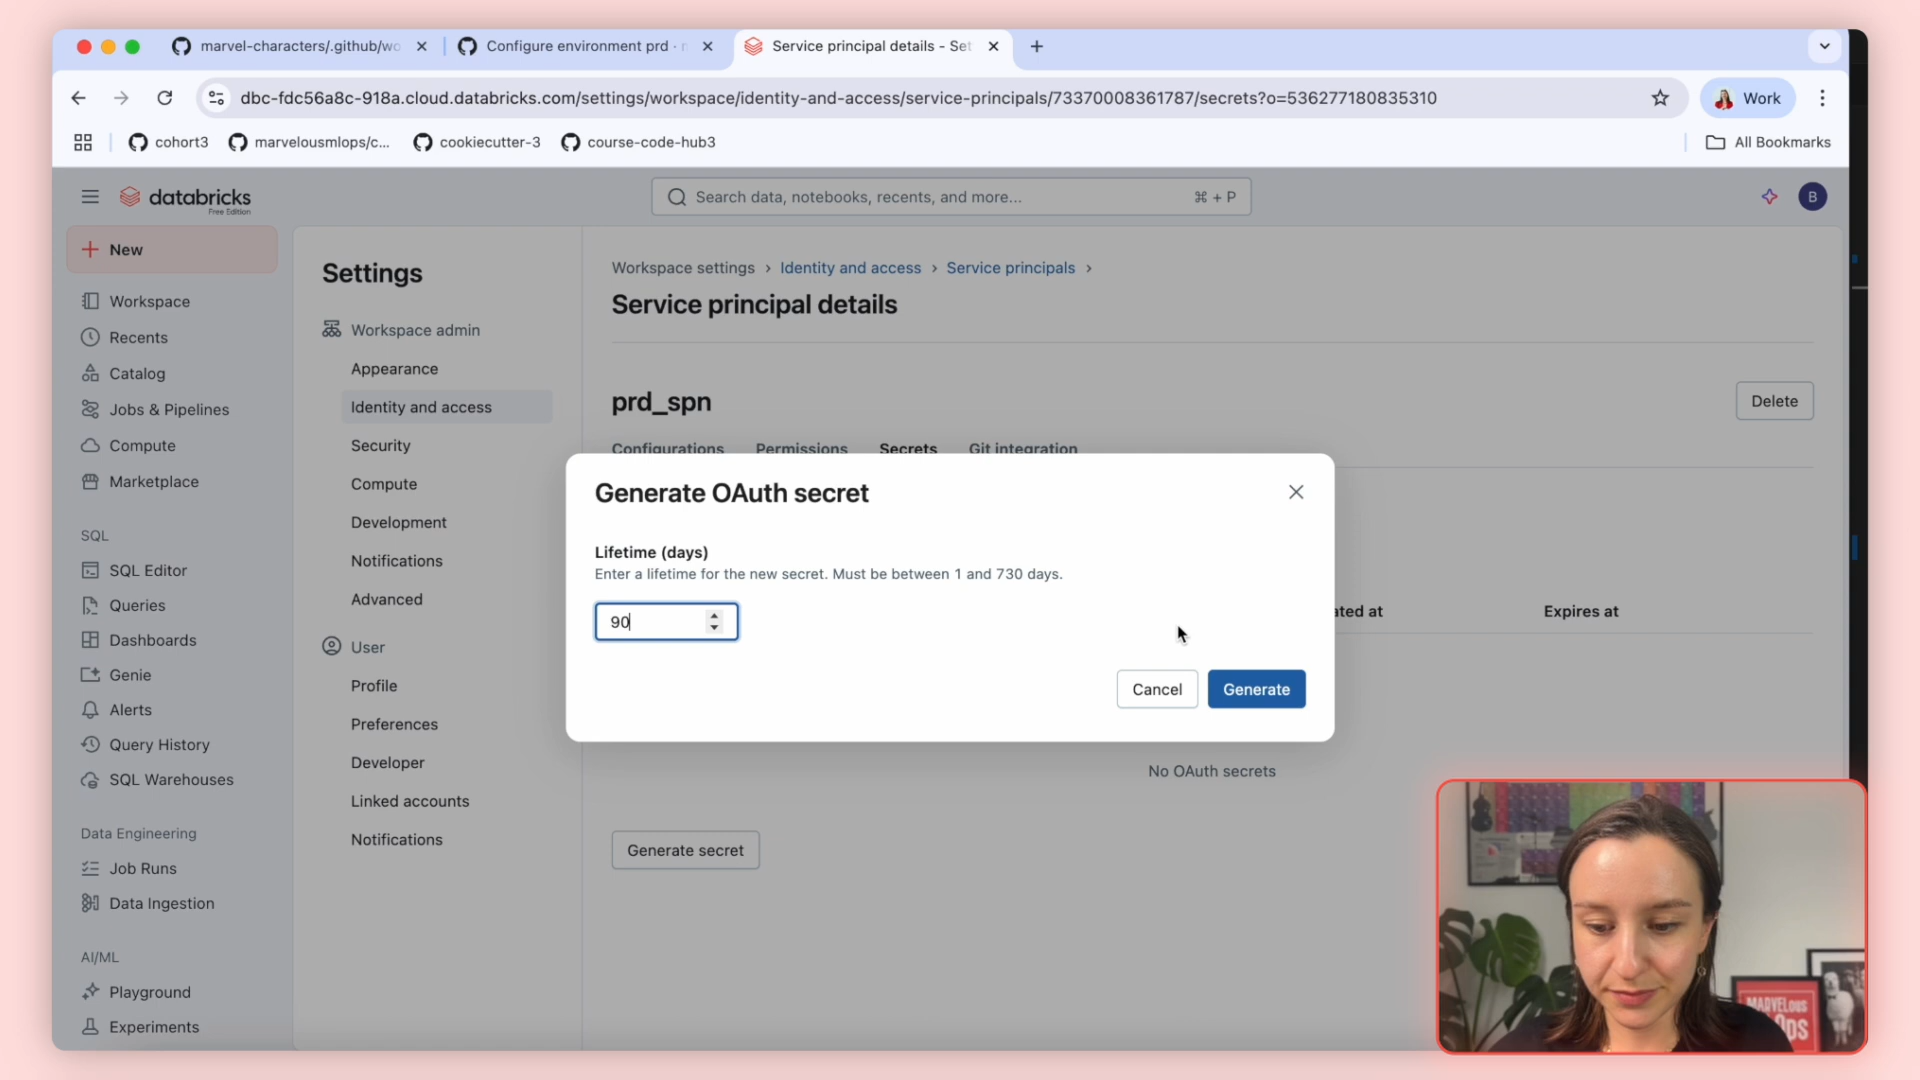 marvel-characters/.github/wo
Configure environment prd ·
Service principal details - Set
dbc-fdc56a8c-918a.cloud.databricks.com/settings/workspace/identity-and-access/service-principals/73370008361787/secrets?o=536277180835310
Work
cohort3
marvelousmlops/c...
cookiecutter-3
course-code-hub3
All Bookmarks
databricks
Free Edition
Search data, notebooks, recents, and more...
⌘ + P
B
New
Workspace
Recents
Catalog
Jobs & Pipelines
Compute
Marketplace
SQL
SQL Editor
Queries
Dashboards
Genie
Alerts
Query History
SQL Warehouses
Data Engineering
Job Runs
Data Ingestion
AI/ML
Playground
Experiments
Settings
Workspace admin
Appearance
Identity and access
Security
Compute
Development
Notifications
Advanced
User
Profile
Preferences
Developer
Linked accounts
Notifications
Workspace settings › Identity and access › Service principals ›
Service principal details
prd_spn
Delete
Configurations
Permissions
Secrets
Git integration
Generate OAuth secret
Lifetime (days)
Enter a lifetime for the new secret. Must be between 1 and 730 days.
90
Cancel
Generate
ated at
Expires at
No OAuth secrets
Generate secret
MARVELOUS